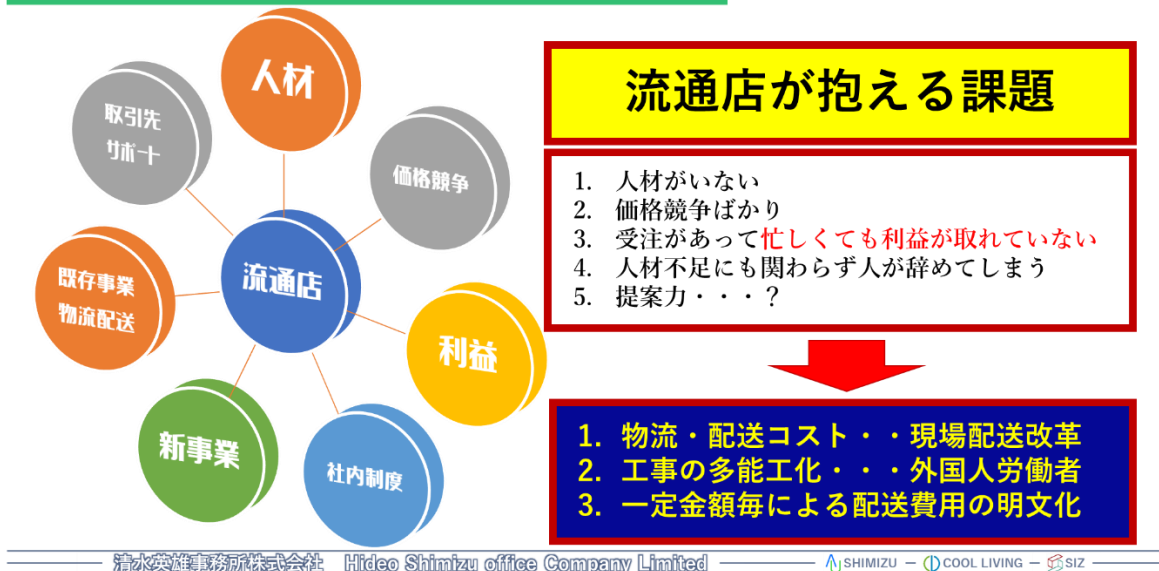 人材
取引先
サポート
価格競争
流通店
既存事業
物流配送
利益
新事業
社内制度
流通店が抱える課題
1. 人材がいない
2. 価格競争ばかり
3. 受注があって忙しくても利益が取れていない
4. 人材不足にも関わらず人が辞めてしまう
5. 提案力・・・？
1. 物流・配送コスト・・現場配送改革
2. 工事の多能工化・・・外国人労働者
3. 一定金額毎による配送費用の明文化
清水英雄事務所株式会社 Hideo Shimizu office Company Limited
SHIMIZU − COOL LIVING − SIZ